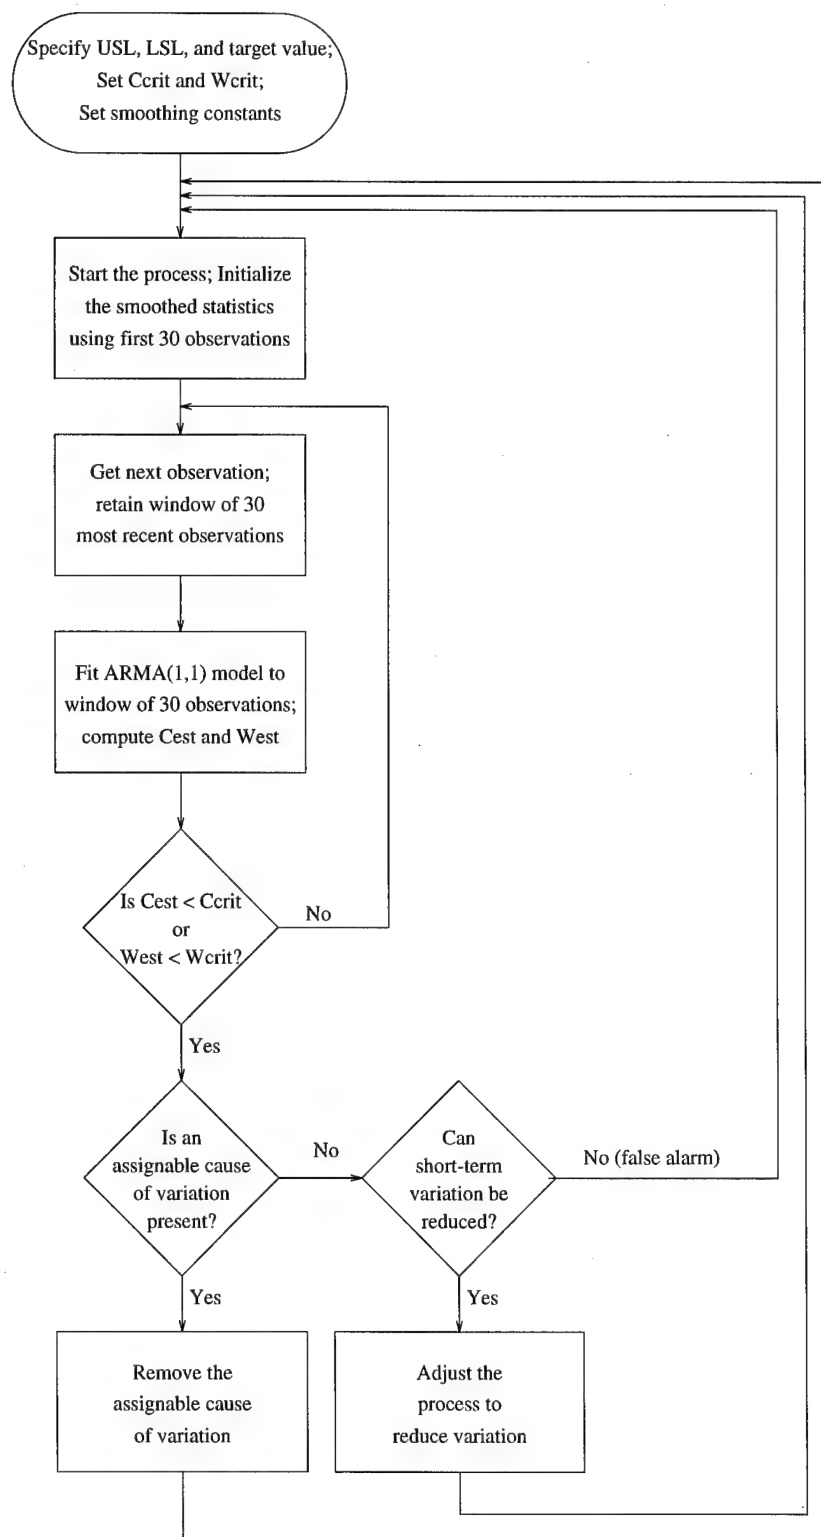 Specify USL, LSL, and target value;
Set Ccrit and Wcrit;
Set smoothing constants
Start the process; Initialize
the smoothed statistics
using first 30 observations
Get next observation;
retain window of 30
most recent observations
Fit ARMA(1,1) model to
window of 30 observations;
compute Cest and West
Is Cest < Ccrit
or
West < Wcrit?
No
Yes
Is an
assignable cause
of variation
present?
No
Can
short-term
variation be
reduced?
No (false alarm)
Yes
Yes
Remove the
assignable cause
of variation
Adjust the
process to
reduce variation